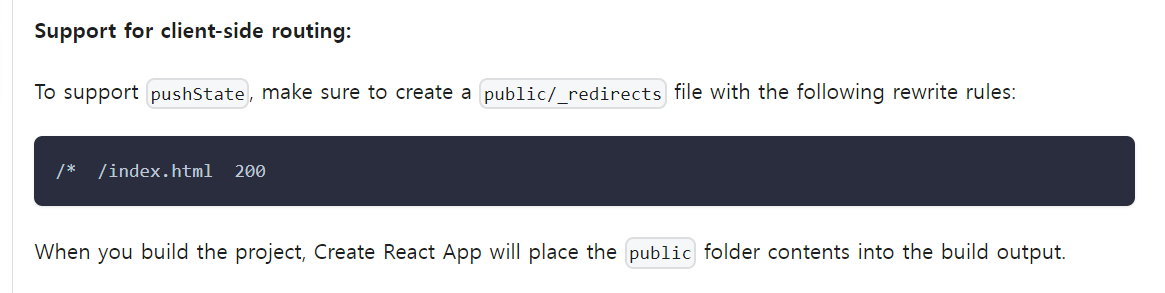 Support for client-side routing:
To support pushState, make sure to create a public/_redirects file with the following rewrite rules:
/*  /index.html  200
When you build the project, Create React App will place the public folder contents into the build output.